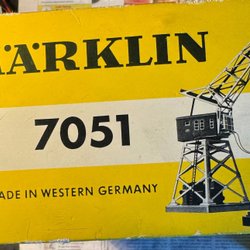 ÄRKLIN
7051
ADE IN WESTERN GERMANY